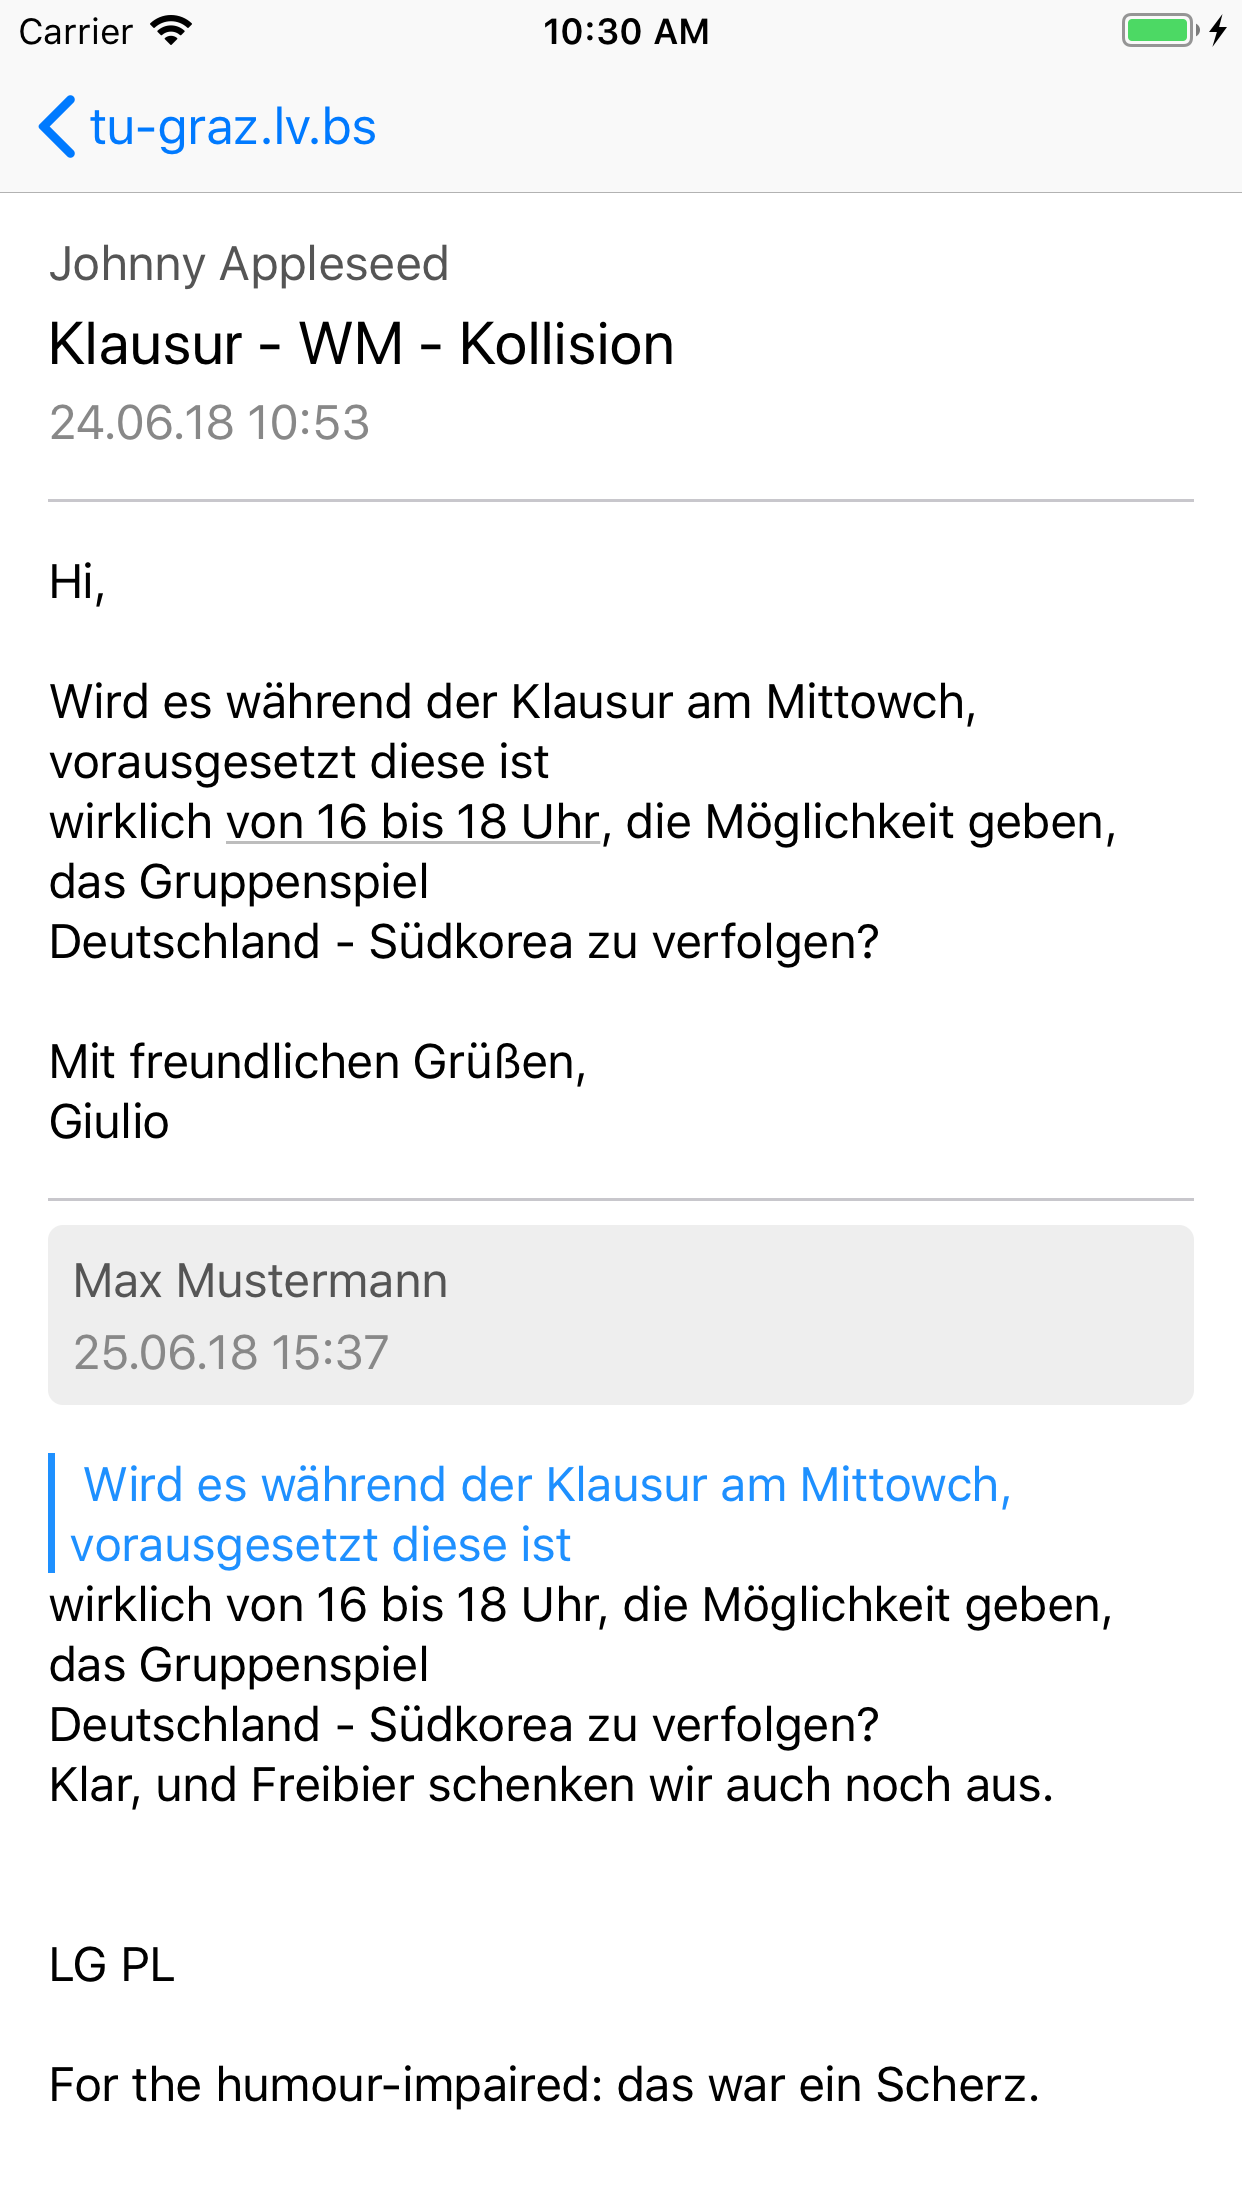 Carrier 10:30 AM
tu-graz.lv.bs
Johnny Appleseed
Klausur - WM - Kollision
24.06.18 10:53
Hi,
Wird es während der Klausur am Mittowch,
vorausgesetzt diese ist
wirklich von 16 bis 18 Uhr, die Möglichkeit geben,
das Gruppenspiel
Deutschland - Südkorea zu verfolgen?
Mit freundlichen Grüßen,
Giulio
Max Mustermann
25.06.18 15:37
Wird es während der Klausur am Mittowch,
vorausgesetzt diese ist
wirklich von 16 bis 18 Uhr, die Möglichkeit geben,
das Gruppenspiel
Deutschland - Südkorea zu verfolgen?
Klar, und Freibier schenken wir auch noch aus.
LG PL
For the humour-impaired: das war ein Scherz.